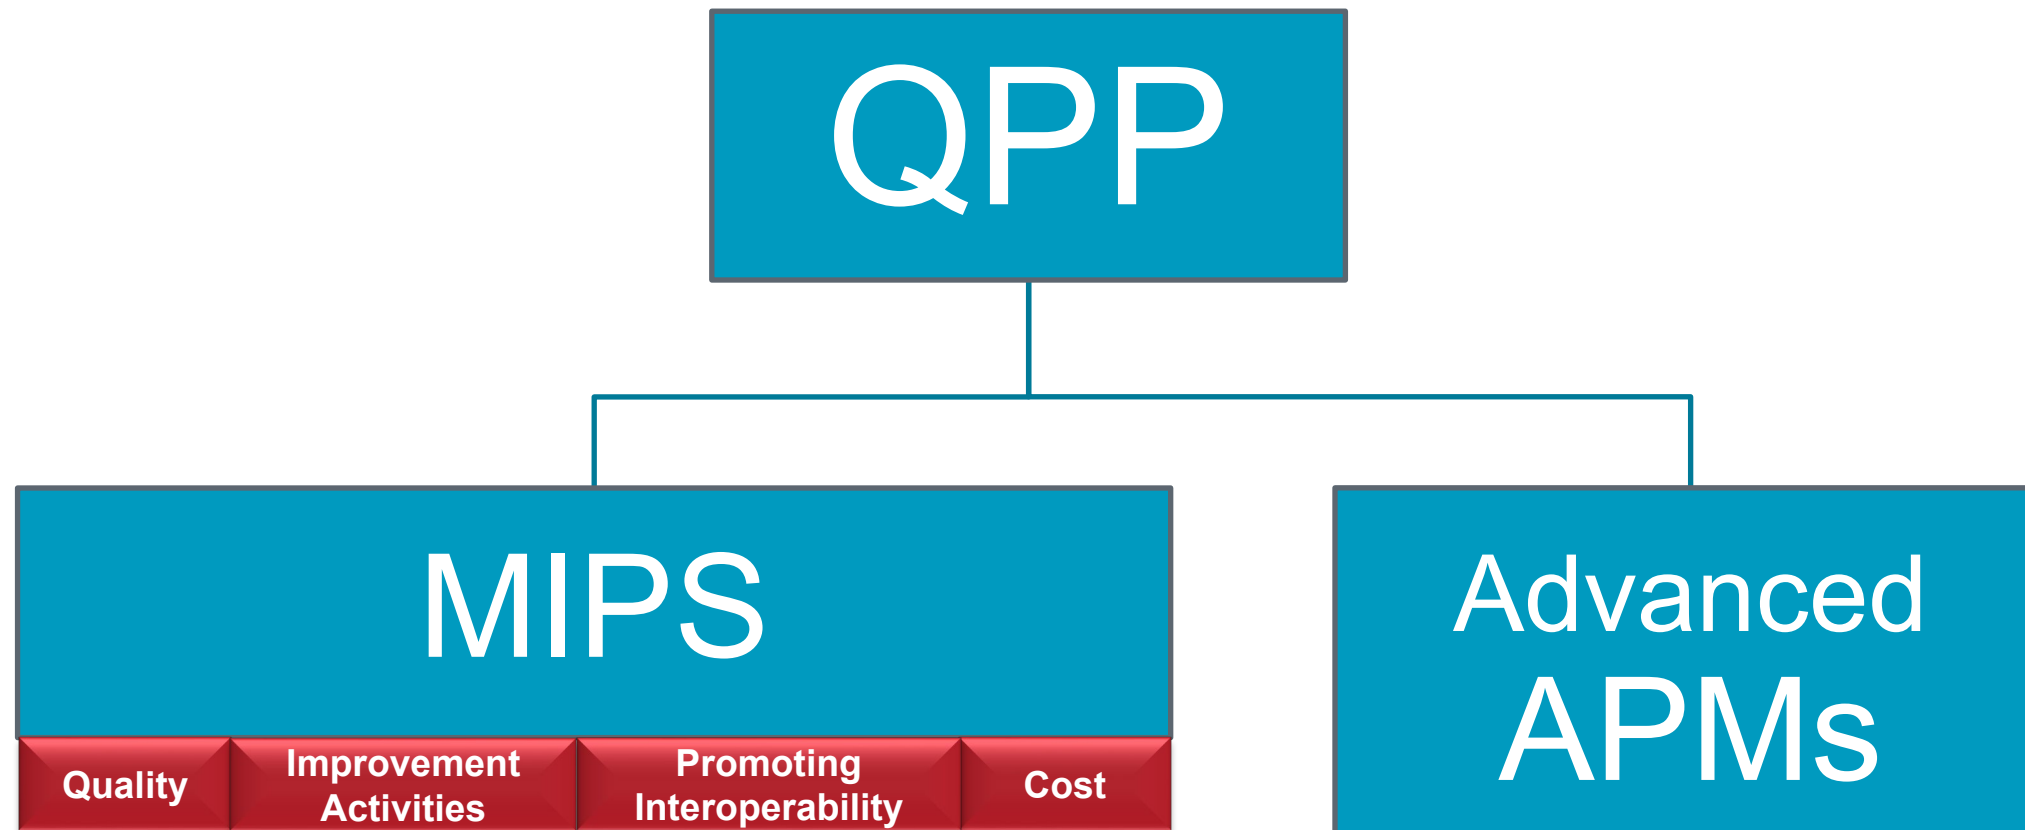 QPP
MIPS
Advanced
APMs
Quality
Improvement
Activities
Promoting
Interoperability
Cost